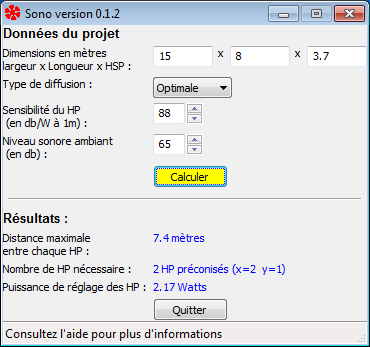 Sono version 0.1.2
Données du projet
Dimensions en mètres
largeur x Longueur x HSP :
15 x 8 x 3.7
Type de diffusion :
Optimale
Sensibilité du HP
(en db/W à 1m) :
88
Niveau sonore ambiant
(en db) :
65
Calculer
Résultats :
Distance maximale
entre chaque HP :
7.4 mètres
Nombre de HP nécessaire :
2 HP préconisés (x=2 y=1)
Puissance de réglage des HP :
2.17 Watts
Quitter
Consultez l'aide pour plus d'informations